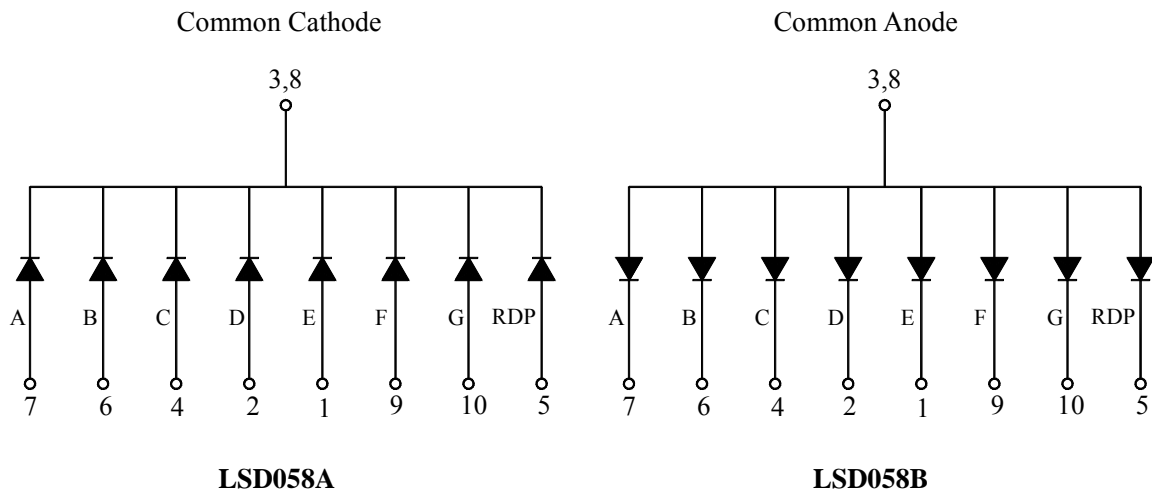 Common Cathode
Common Anode
3,8
3,8
A B C D E F G RDP
A B C D E F G RDP
7 6 4 2 1 9 10 5
7 6 4 2 1 9 10 5
LSD058A
LSD058B